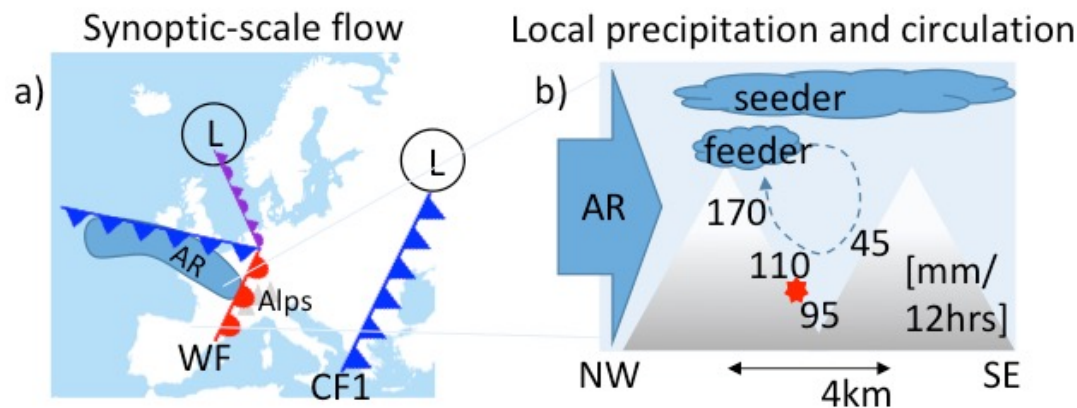 Synoptic-scale flow
Local precipitation and circulation
a)
L
L
AR
Alps
WF
CF1
b)
seeder
feeder
AR
170
45
110
95
[mm/
12hrs]
NW
SE
4km